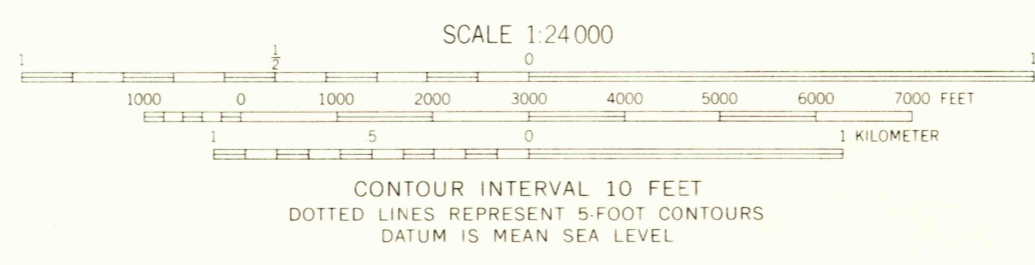 SCALE 1:24 000
1 1/2 0 1
1000 0 1000 2000 3000 4000 5000 6000 7000 FEET
1 .5 0 1 KILOMETER
CONTOUR INTERVAL 10 FEET
DOTTED LINES REPRESENT 5-FOOT CONTOURS
DATUM IS MEAN SEA LEVEL